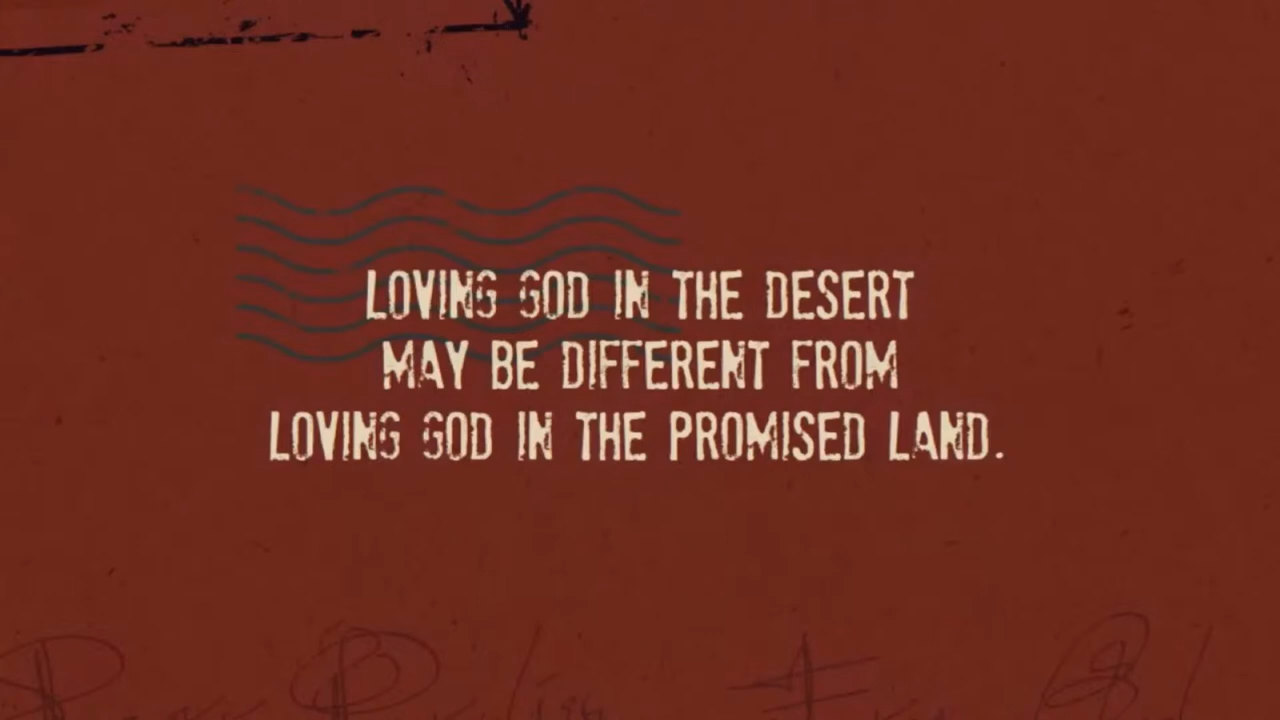 LOVING GOD IN THE DESERT
MAY BE DIFFERENT FROM
LOVING GOD IN THE PROMISED LAND.